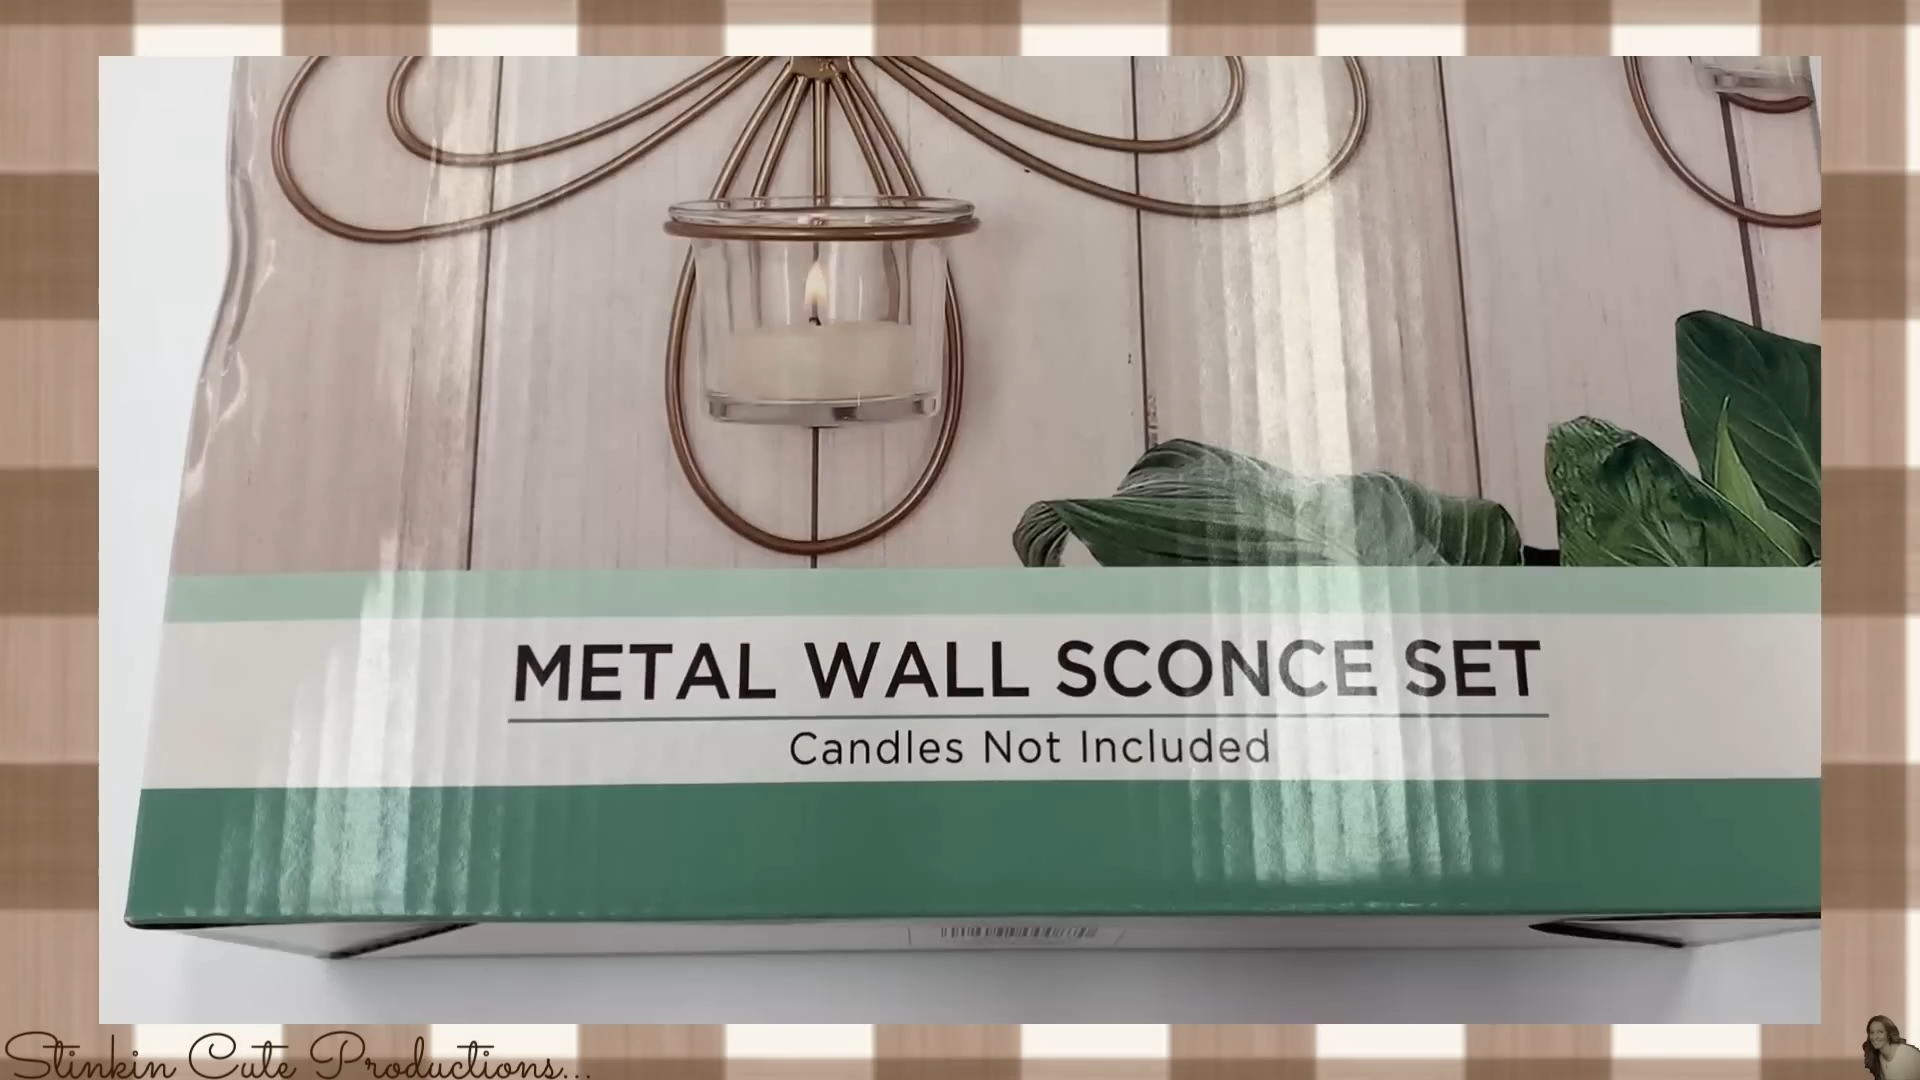 METAL WALL SCONCE SET
Candles Not Included
Stinkin Cute Productions...